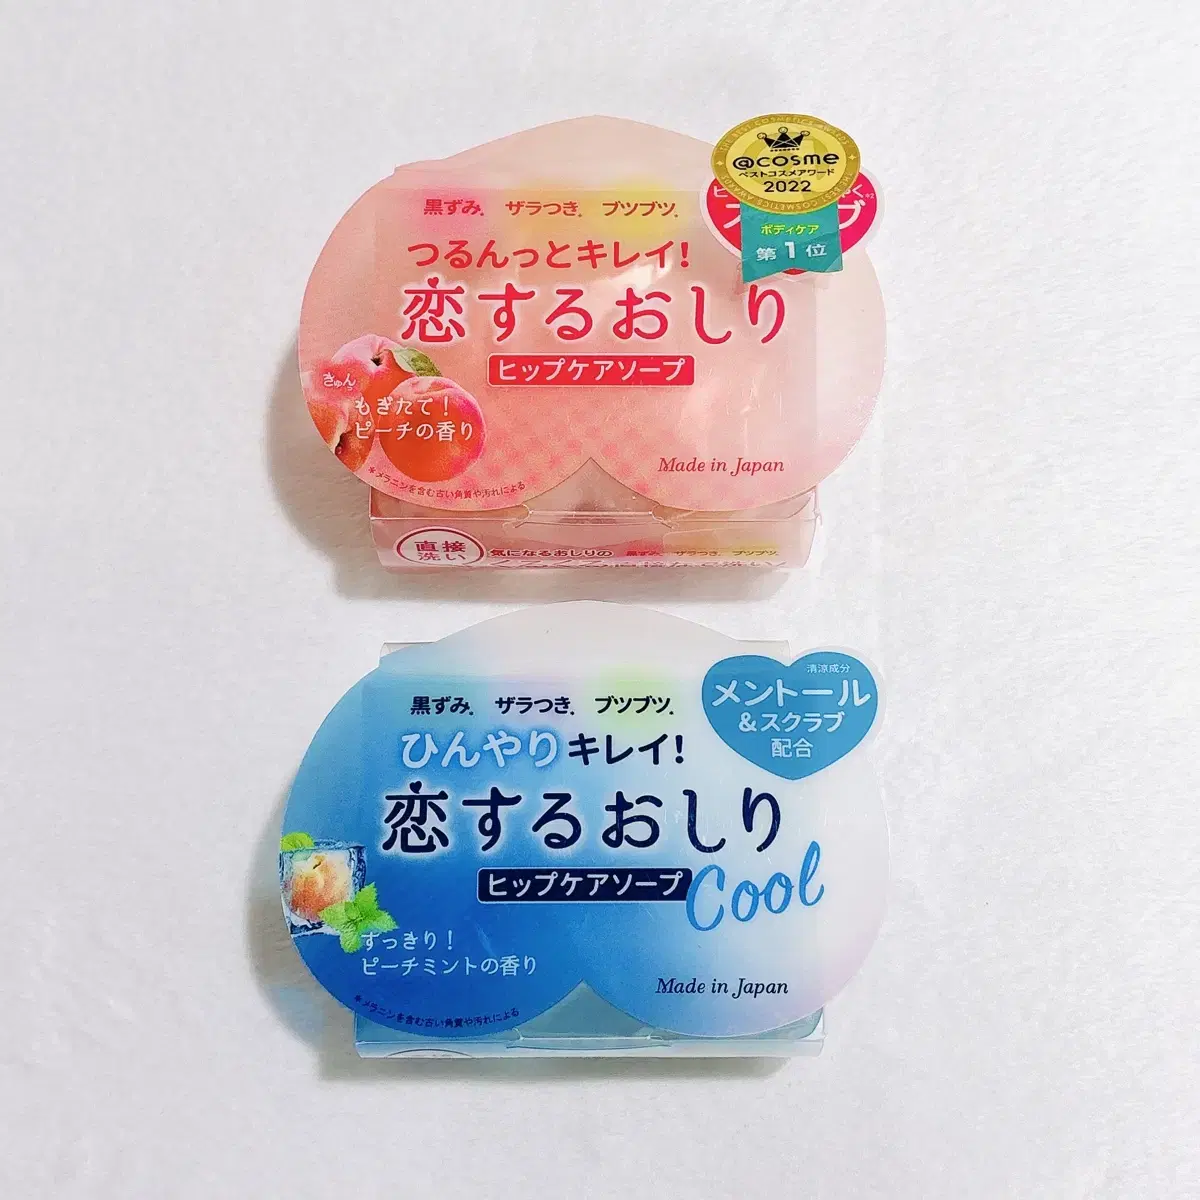 @cosme
ベストコスメアワード
2022
ボディケア
第1位
黒ずみ* ザラつき* ブツブツ*
つるんっとキレイ!
恋するおしり
ヒップケアソープ
きゅん
もぎたて!
ピーチの香り
*メラニンを含む古い角質や汚れによる
Made in Japan
直接
洗い
気になるおしりの 黒ずみ* ザラつき* ブツブツ*
清涼成分
メントール
&スクラブ
配合
黒ずみ* ザラつき* ブツブツ*
ひんやりキレイ!
恋するおしり
ヒップケアソープ
Cool
すっきり!
ピーチミントの香り
*メラニンを含む古い角質や汚れによる
Made in Japan